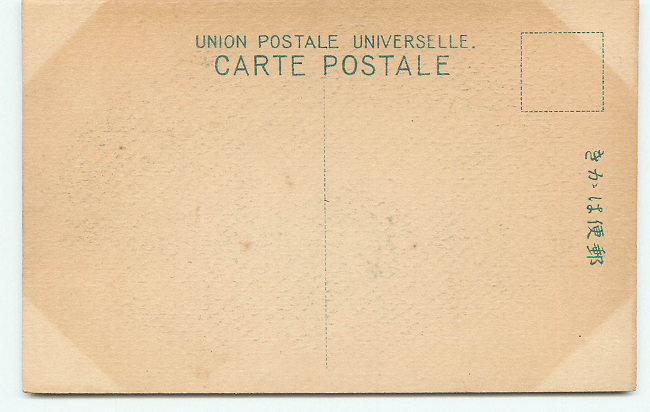 UNION POSTALE UNIVERSELLE.
CARTE POSTALE
郵便はかき